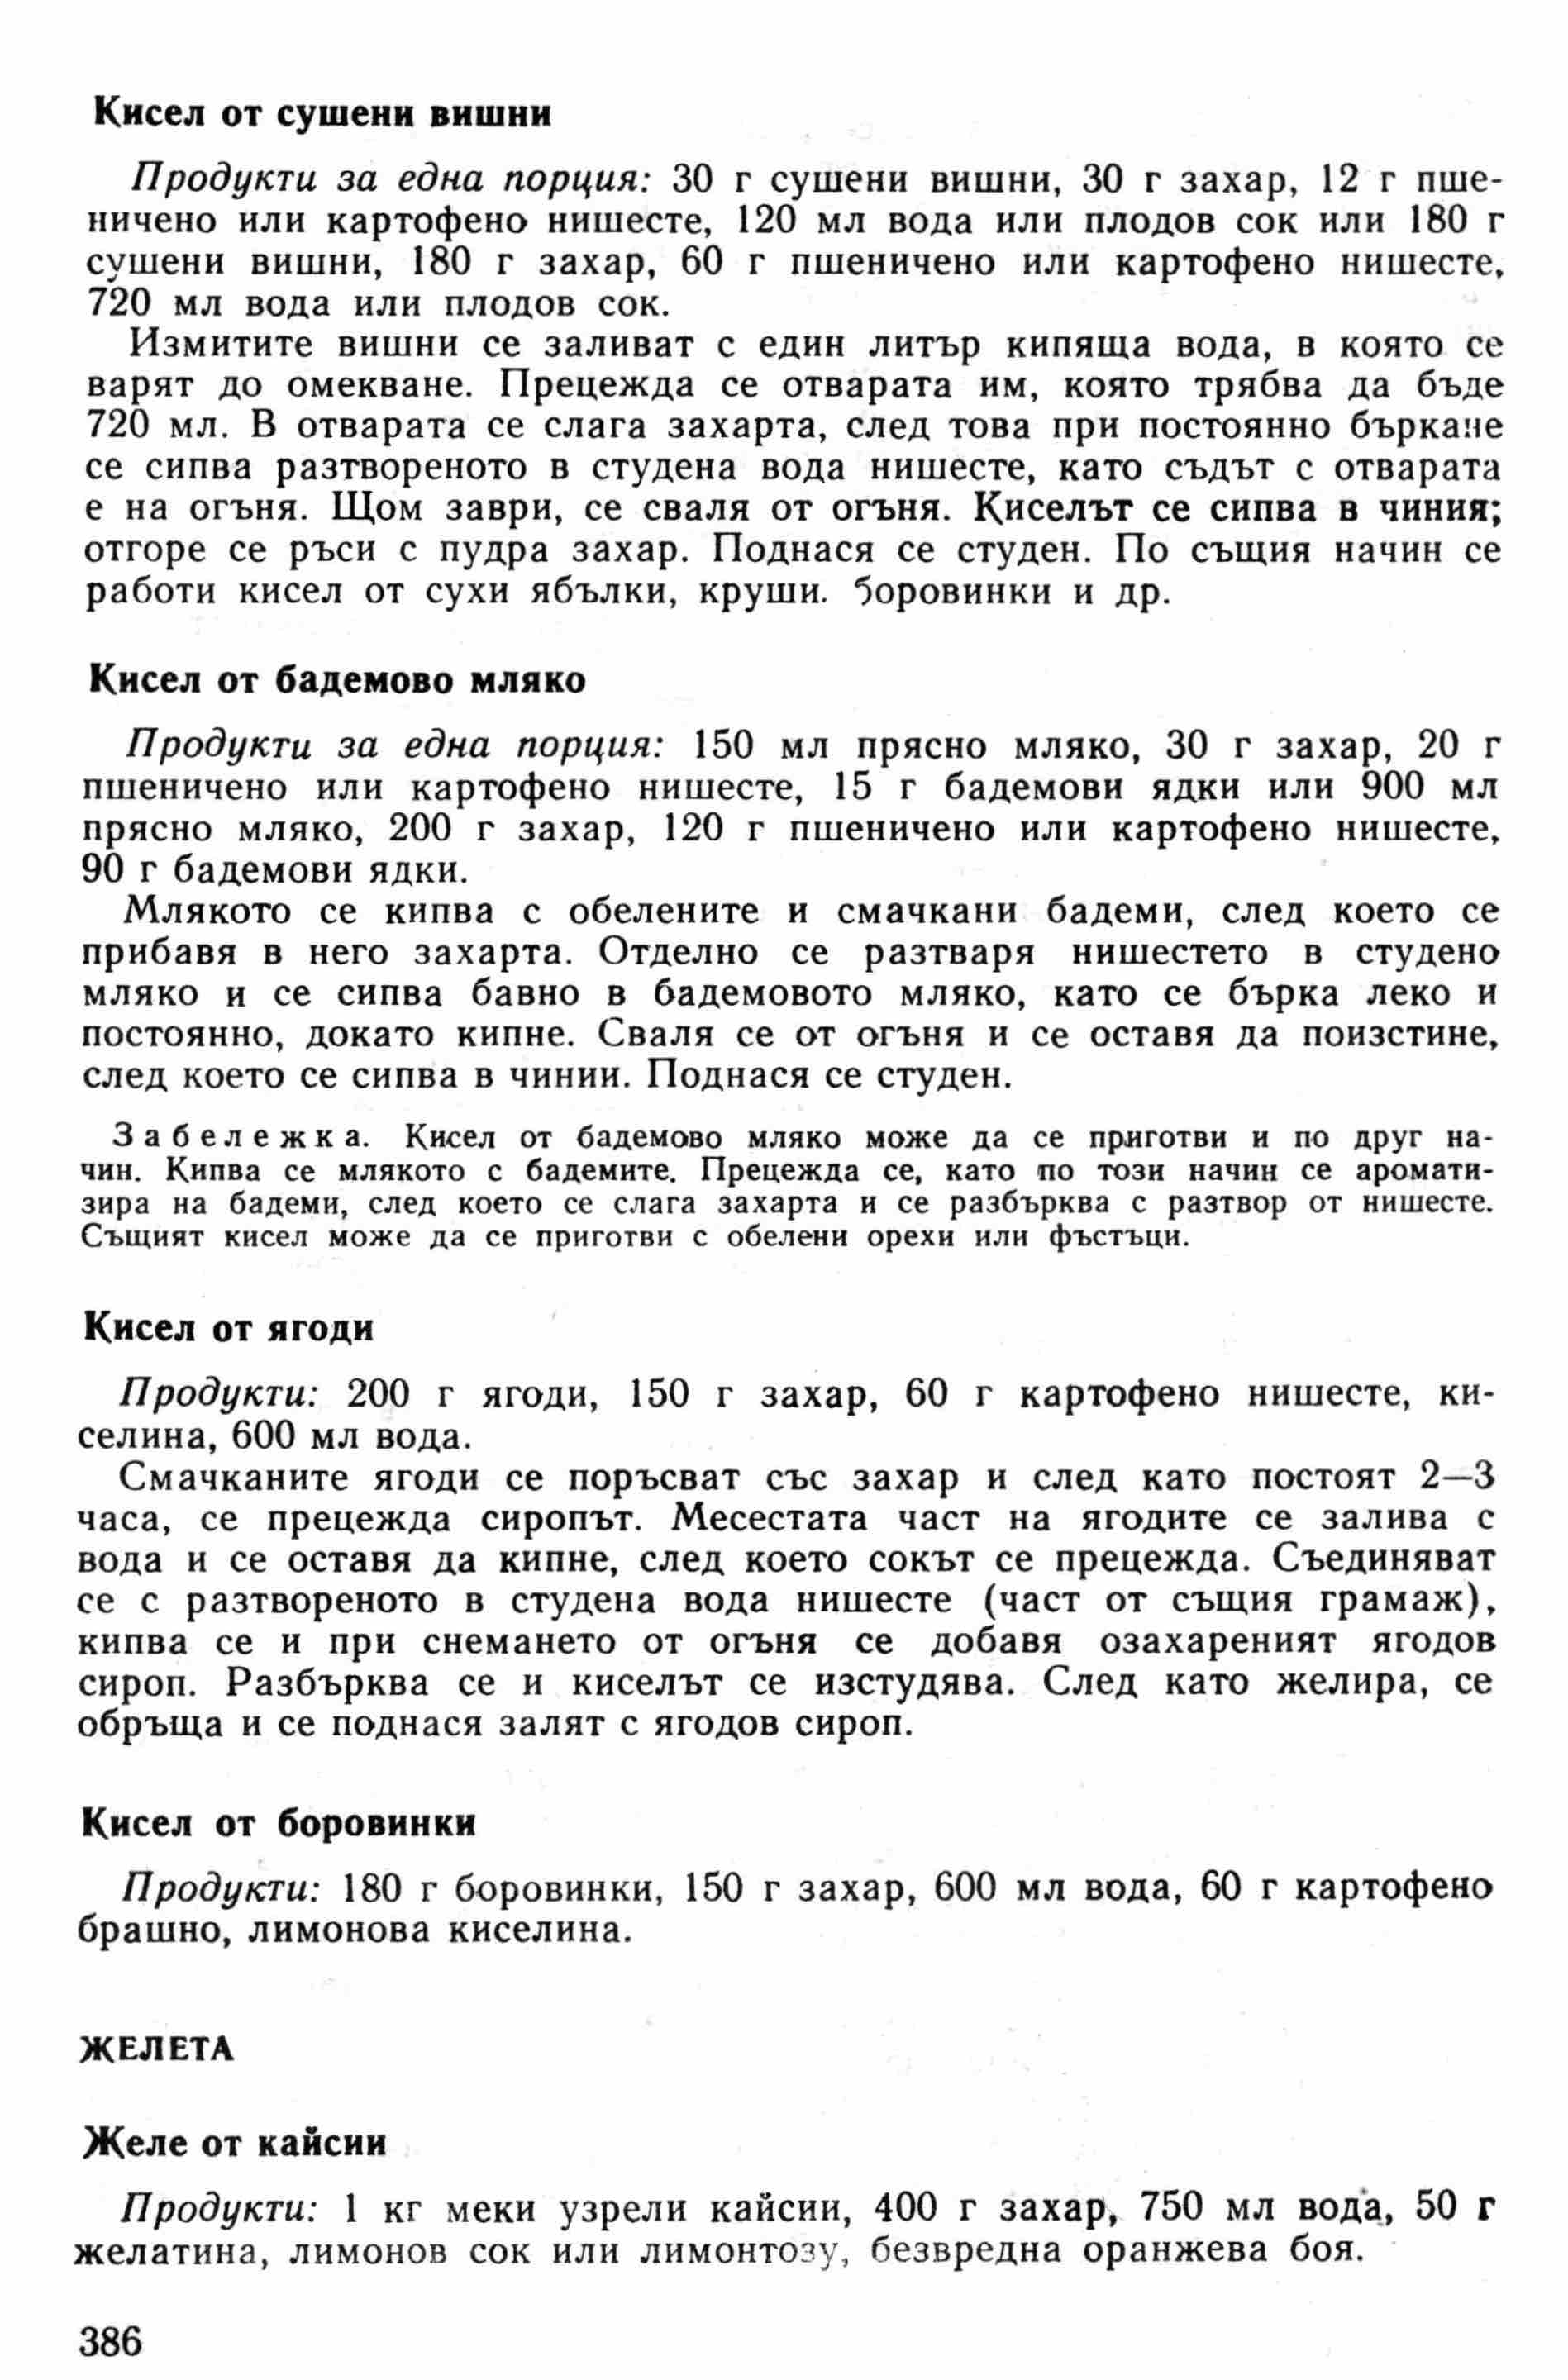 Кисел от сушени вишни
Продукти за една порция: 30 г сушени вишни, 30 г захар, 12 г пше-
ничено или картофено нишесте, 120 мл вода или плодов сок или 180 г
сушени вишни, 180 г захар, 60 г пшеничено или картофено нишесте,
720 мл вода или плодов сок.
Измитите вишни се заливат с един литър кипяща вода, в която се
варят до омекване. Прецежда се отварата им, която трябва да бъде
720 мл. В отварата се слага захарта, след това при постоянно бъркане
се сипва разтвореното в студена вода нишесте, като съдът с отварата
е на огъня. Щом заври, се сваля от огъня. Киселът се сипва в чиния;
отгоре се ръси с пудра захар. Поднася се студен. По същия начин се
работи кисел от сухи ябълки, круши. боровинки и др.
Кисел от бадемово мляко
Продукти за една порция: 150 мл прясно мляко, 30 г захар, 20 г
пшеничено или картофено нишесте, 15 г бадемови ядки или 900 мл
прясно мляко, 200 г захар, 120 г пшеничено или картофено нишесте,
90 г бадемови ядки.
Млякото се кипва с обелените и смачкани бадеми, след което се
прибавя в него захарта. Отделно се разтваря нишестето в студено
мляко и се сипва бавно в бадемовото мляко, като се бърка леко и
постоянно, докато кипне. Сваля се от огъня и се оставя да поизстине,
след което се сипва в чинии. Поднася се студен.
Забележка. Кисел от бадемово мляко може да се приготви и по друг на-
чин. Кипва се млякото с бадемите. Прецежда се, като по този начин се аромати-
зира на бадеми, след което се слага захарта и се разбърква с разтвор от нишесте.
Същият кисел може да се приготви с обелени орехи или фъстъци.
Кисел от ягоди
Продукти: 200 г ягоди, 150 г захар, 60 г картофено нишесте, ки-
селина, 600 мл вода.
Смачканите ягоди се поръсват със захар и след като постоят 2—3
часа, се прецежда сиропът. Месестата част на ягодите се залива с
вода и се оставя да кипне, след което сокът се прецежда. Съединяват
се с разтвореното в студена вода нишесте (част от същия грамаж),
кипва се и при снемането от огъня се добавя озахареният ягодов
сироп. Разбърква се и киселът се изстудява. След като желира, се
обръща и се поднася залят с ягодов сироп.
Кисел от боровинки
Продукти: 180 г боровинки, 150 г захар, 600 мл вода, 60 г картофено
брашно, лимонова киселина.
ЖЕЛЕТА
Желе от кайсии
Продукти: 1 кг меки узрели кайсии, 400 г захар, 750 мл вода, 50 г
желатина, лимонов сок или лимонтозу, безвредна оранжева боя.
386